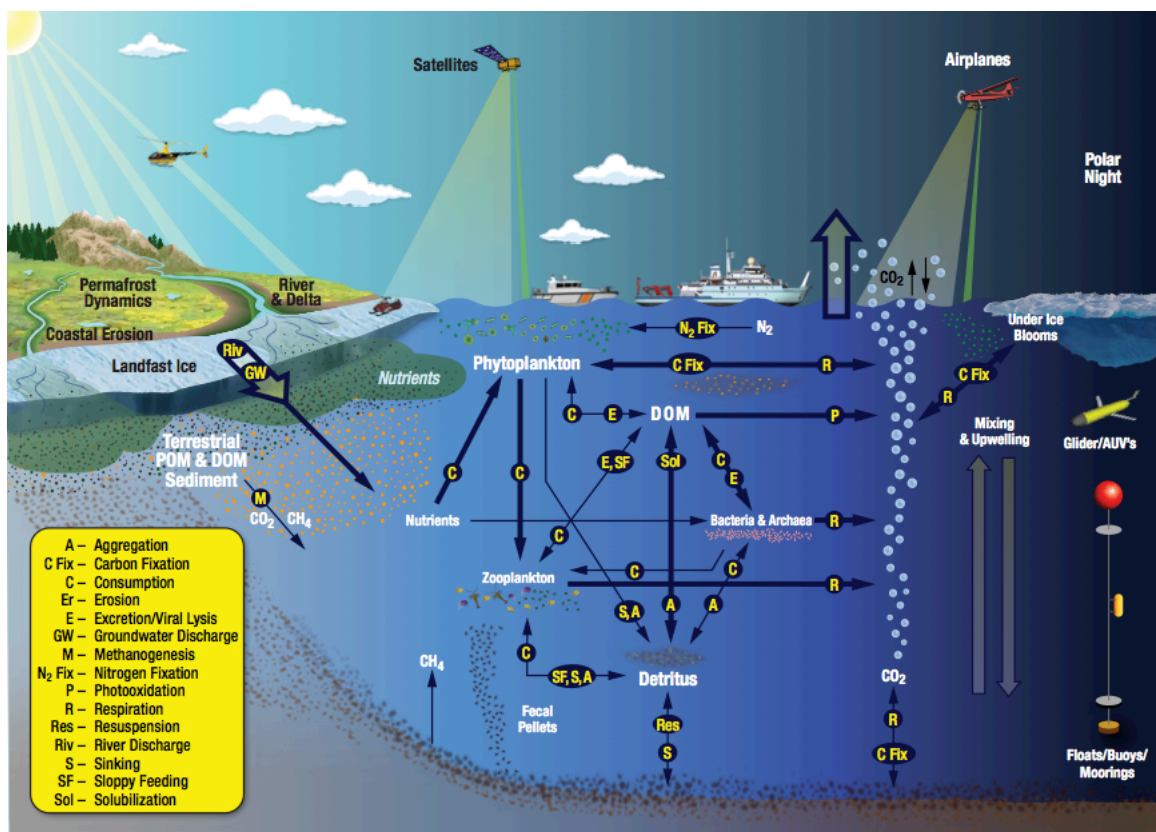 Satellites
Airplanes
Polar
Night
Permafrost
Dynamics
River
& Delta
Coastal Erosion
Landfast Ice
Riv
GW
Nutrients
CO2
N2 Fix
N2
Under Ice
Blooms
Phytoplankton
C Fix
R
C Fix
R
C
E
DOM
P
Mixing
& Upwelling
Glider/AUV's
Terrestrial
POM & DOM
Sediment
E, SF
Sol
C
E
C
C
M
CO2
CH4
Nutrients
Bacteria & Archaea
R
C
C
C
Zooplankton
R
S, A
A
A
C
CH4
SF, S, A
Detritus
CO2
Fecal
Pellets
Res
S
R
C Fix
Floats/Buoys/
Moorings
A – Aggregation
C Fix – Carbon Fixation
C – Consumption
Er – Erosion
E – Excretion/Viral Lysis
GW – Groundwater Discharge
M – Methanogenesis
N2 Fix – Nitrogen Fixation
P – Photooxidation
R – Respiration
Res – Resuspension
Riv – River Discharge
S – Sinking
SF – Sloppy Feeding
Sol – Solubilization